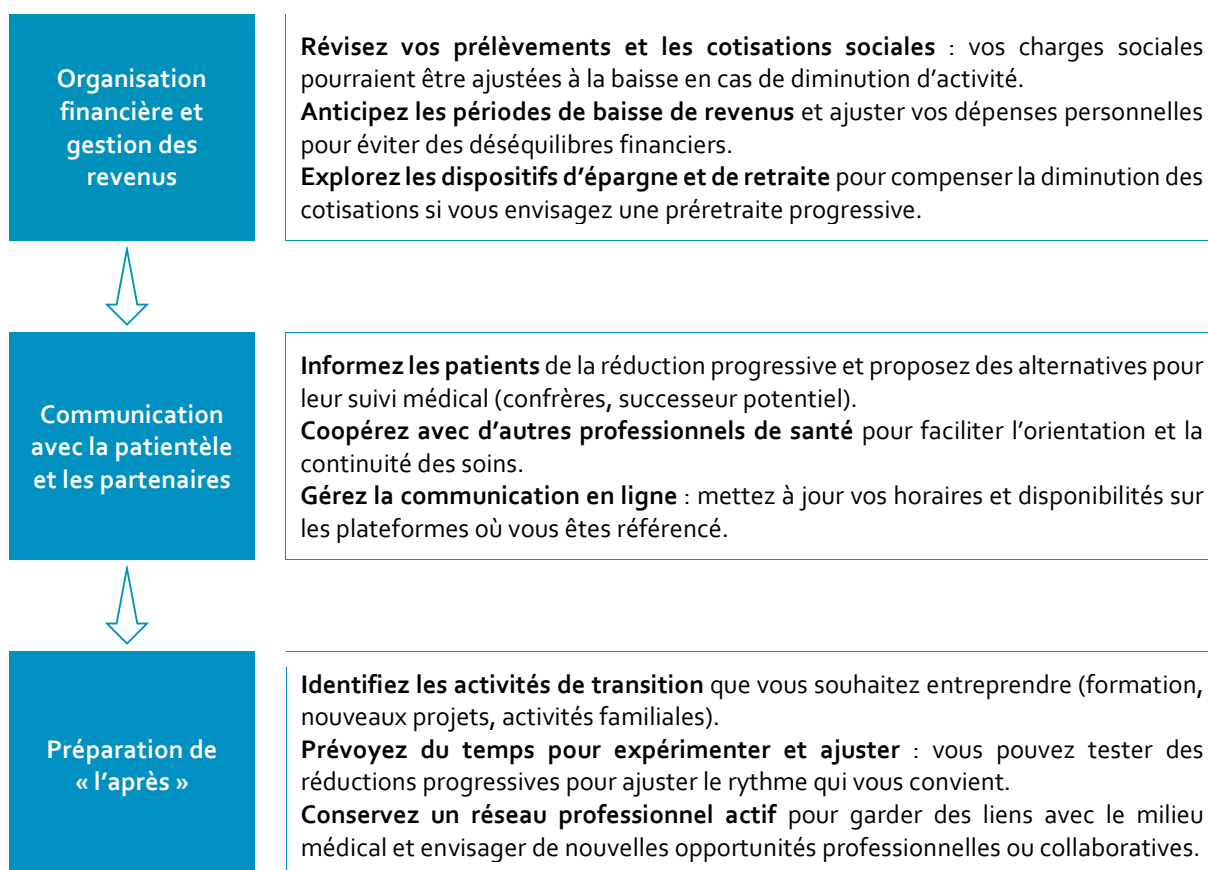 Organisation
financière et
gestion des
revenus
Révisez vos prélèvements et les cotisations sociales : vos charges sociales
pourraient être ajustées à la baisse en cas de diminution d’activité.
Anticipez les périodes de baisse de revenus et ajuster vos dépenses personnelles
pour éviter des déséquilibres financiers.
Explorez les dispositifs d’épargne et de retraite pour compenser la diminution des
cotisations si vous envisagez une préretraite progressive.
Communication
avec la patientèle
et les partenaires
Informez les patients de la réduction progressive et proposez des alternatives pour
leur suivi médical (confrères, successeur potentiel).
Coopérez avec d’autres professionnels de santé pour faciliter l’orientation et la
continuité des soins.
Gérez la communication en ligne : mettez à jour vos horaires et disponibilités sur
les plateformes où vous êtes référencé.
Préparation de
« l’après »
Identifiez les activités de transition que vous souhaitez entreprendre (formation,
nouveaux projets, activités familiales).
Prévoyez du temps pour expérimenter et ajuster : vous pouvez tester des
réductions progressives pour ajuster le rythme qui vous convient.
Conservez un réseau professionnel actif pour garder des liens avec le milieu
médical et envisager de nouvelles opportunités professionnelles ou collaboratives.